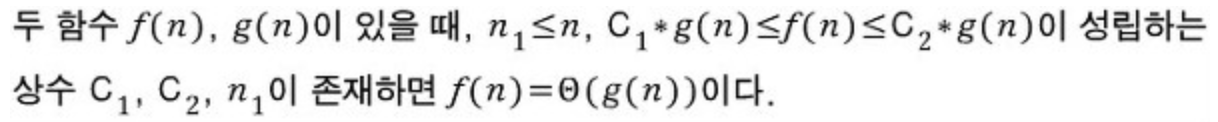 두 함수 f(n), g(n)이 있을 때, n₁≤n, C₁*g(n)≤f(n)≤C₂*g(n)이 성립하는
상수 C₁, C₂, n₁이 존재하면 f(n)=Θ(g(n))이다.